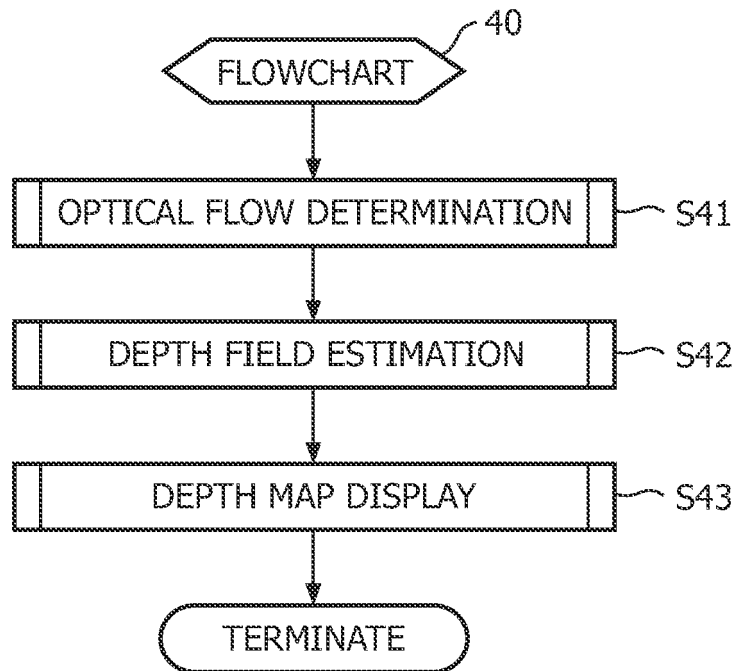 40
FLOWCHART
OPTICAL FLOW DETERMINATION
S41
DEPTH FIELD ESTIMATION
S42
DEPTH MAP DISPLAY
S43
TERMINATE